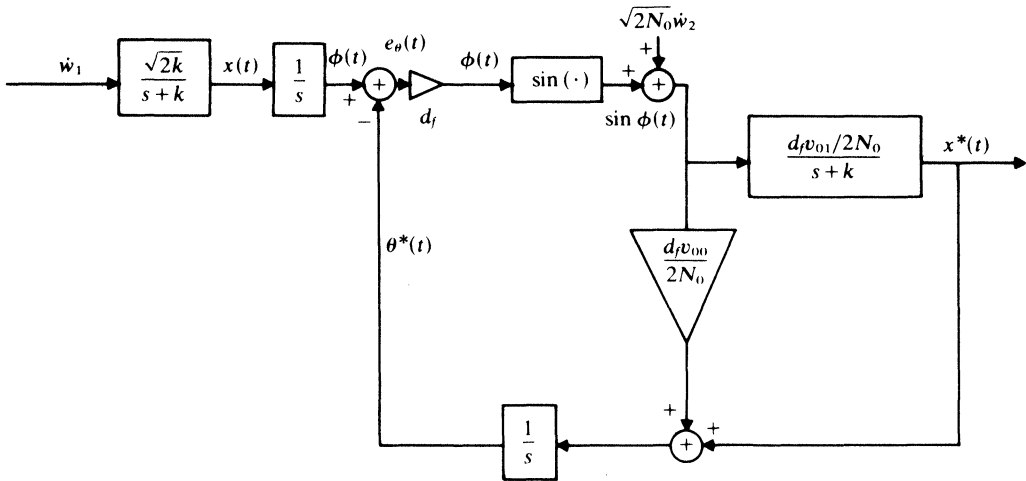 ẇ₁
√2k
s + k
x(t)
1
s
ϕ(t)
+
−
+
e_θ(t)
d_f
ϕ(t)
sin (·)
+
sin ϕ(t)
√2N₀ẇ₂
+
+
d_f v₀₁/2N₀
s + k
x*(t)
d_f v₀₀
2N₀
θ*(t)
+
+
+
1
s